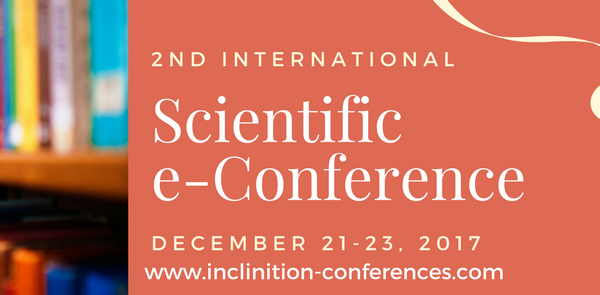 2ND INTERNATIONAL
Scientific
e-Conference
DECEMBER 21-23, 2017
www.inclinition-conferences.com